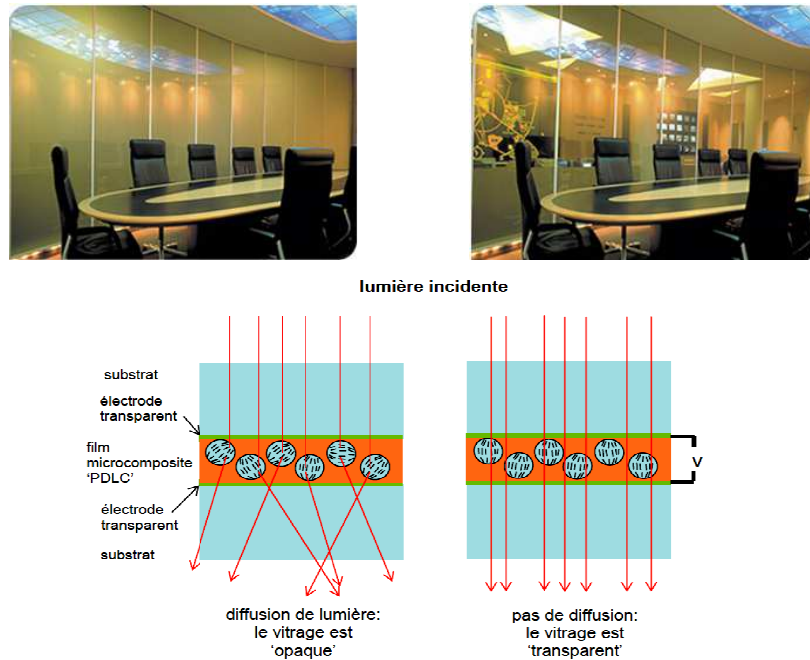 lumière incidente
substrat
électrode
transparent
film
microcomposite
‘PDLC’
électrode
transparent
substrat
V
diffusion de lumière:
le vitrage est
‘opaque’
pas de diffusion:
le vitrage est
‘transparent’